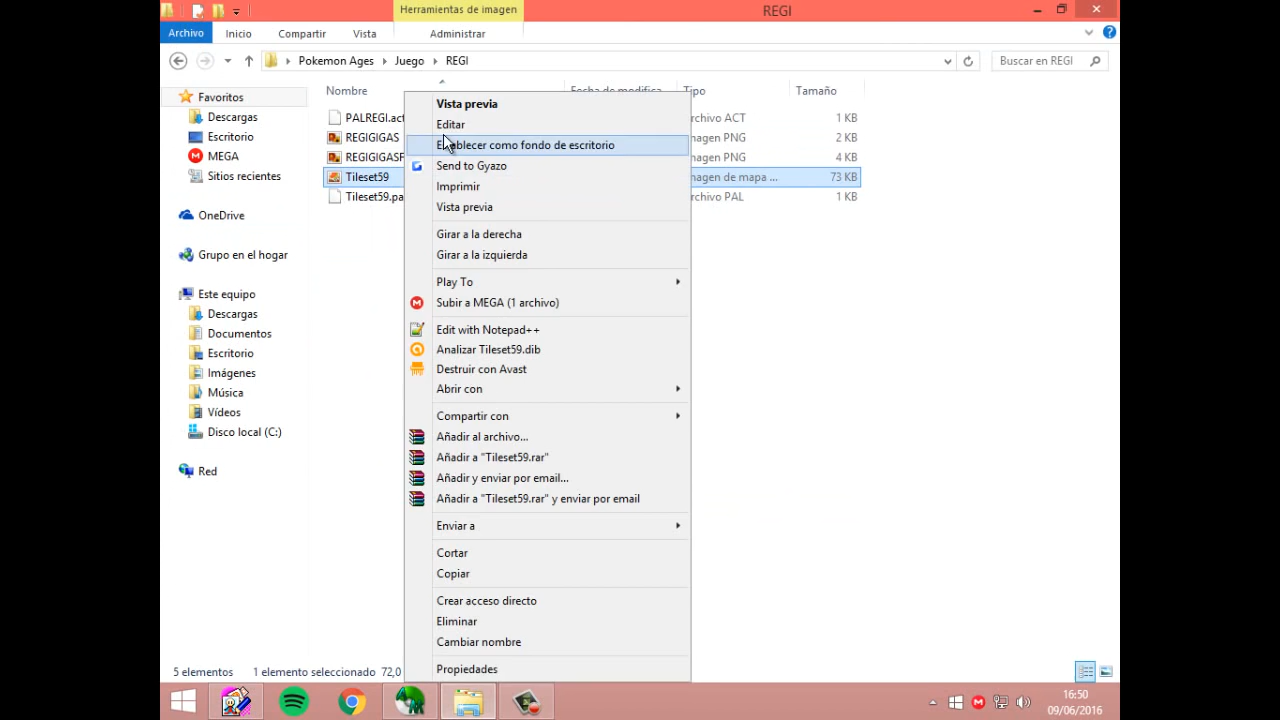 Herramientas de imagen
REGI
Archivo
Inicio
Compartir
Vista
Administrar
Pokemon Ages
Juego
REGI
Buscar en REGI
Nombre
Fecha de modifica...
Tipo
Tamaño
Favoritos
Descargas
Escritorio
MEGA
Sitios recientes
OneDrive
Grupo en el hogar
Este equipo
Descargas
Documentos
Escritorio
Imágenes
Música
Vídeos
Disco local (C:)
Red
PALREGI.act
rchivo ACT
1 KB
REGIGIGAS
magen PNG
2 KB
REGIGIGASF
magen PNG
4 KB
Tileset59
magen de mapa ...
73 KB
Tileset59.pa
rchivo PAL
1 KB
Vista previa
Editar
Establecer como fondo de escritorio
Send to Gyazo
Imprimir
Vista previa
Girar a la derecha
Girar a la izquierda
Play To
Subir a MEGA (1 archivo)
Edit with Notepad++
Analizar Tileset59.dib
Destruir con Avast
Abrir con
Compartir con
Añadir al archivo...
Añadir a "Tileset59.rar"
Añadir y enviar por email...
Añadir a "Tileset59.rar" y enviar por email
Enviar a
Cortar
Copiar
Crear acceso directo
Eliminar
Cambiar nombre
Propiedades
5 elementos
1 elemento seleccionado 72,0
16:50
09/06/2016